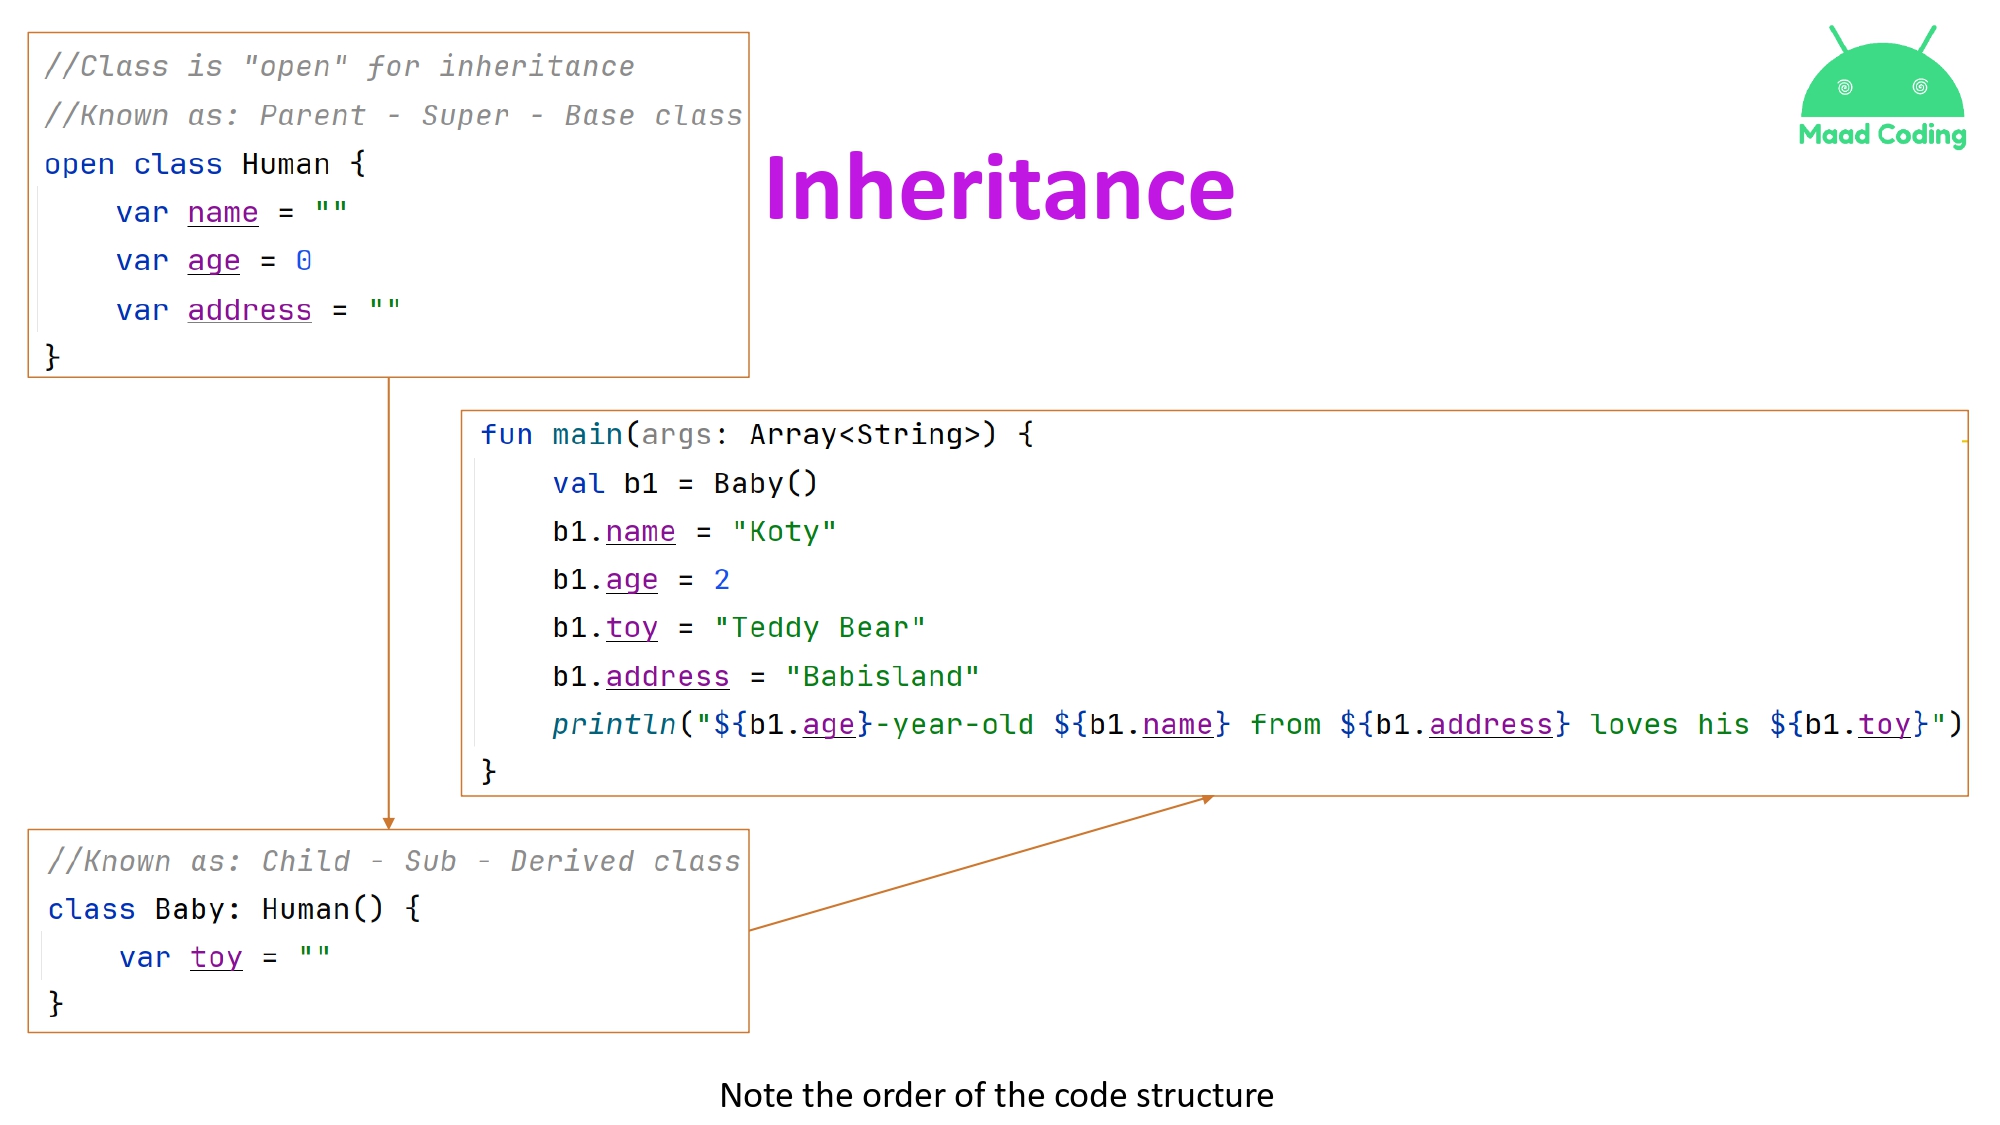 //Class is "open" for inheritance
//Known as: Parent - Super - Base class
open class Human {
    var name = ""
    var age = 0
    var address = ""
}
Inheritance
Maad Coding
fun main(args: Array<String>) {
    val b1 = Baby()
    b1.name = "Koty"
    b1.age = 2
    b1.toy = "Teddy Bear"
    b1.address = "Babisland"
    println("${b1.age}-year-old ${b1.name} from ${b1.address} loves his ${b1.toy}")
}
//Known as: Child - Sub - Derived class
class Baby: Human() {
    var toy = ""
}
Note the order of the code structure